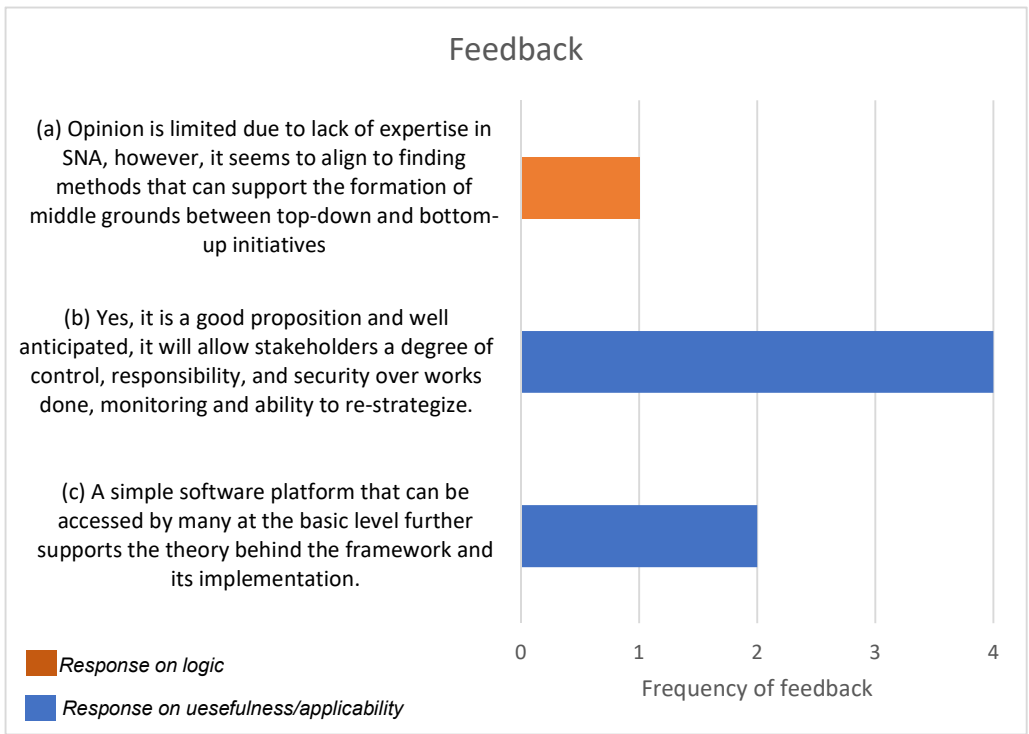 Feedback
(a) Opinion is limited due to lack of expertise in
SNA, however, it seems to align to finding
methods that can support the formation of
middle grounds between top-down and bottom-
up initiatives
(b) Yes, it is a good proposition and well
anticipated, it will allow stakeholders a degree of
control, responsibility, and security over works
done, monitoring and ability to re-strategize.
(c) A simple software platform that can be
accessed by many at the basic level further
supports the theory behind the framework and
its implementation.
0 1 2 3 4
Frequency of feedback
Response on logic
Response on uesefulness/applicability